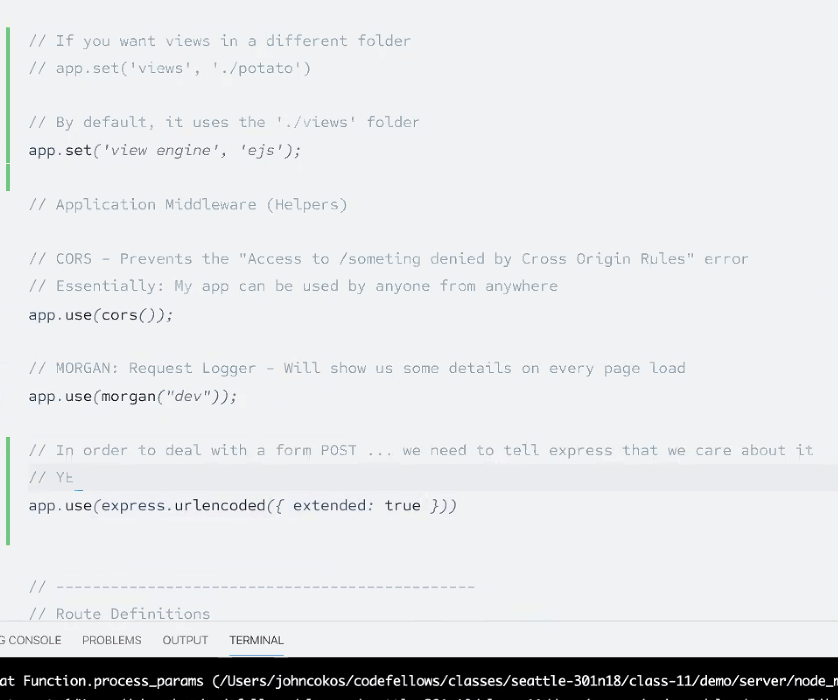 // If you want views in a different folder
// app.set('views', './potato')
// By default, it uses the './views' folder
app.set('view engine', 'ejs');
// Application Middleware (Helpers)
// CORS - Prevents the "Access to /someting denied by Cross Origin Rules" error
// Essentially: My app can be used by anyone from anywhere
app.use(cors());
// MORGAN: Request Logger - Will show us some details on every page load
app.use(morgan("dev"));
// In order to deal with a form POST ... we need to tell express that we care about it
// YE
app.use(express.urlencoded({ extended: true }))
// ----------------------------------------------
// Route Definitions
G CONSOLE PROBLEMS OUTPUT TERMINAL
at Function.process_params (/Users/johncokos/codefellows/classes/seattle-301n18/class-11/demo/server/node_